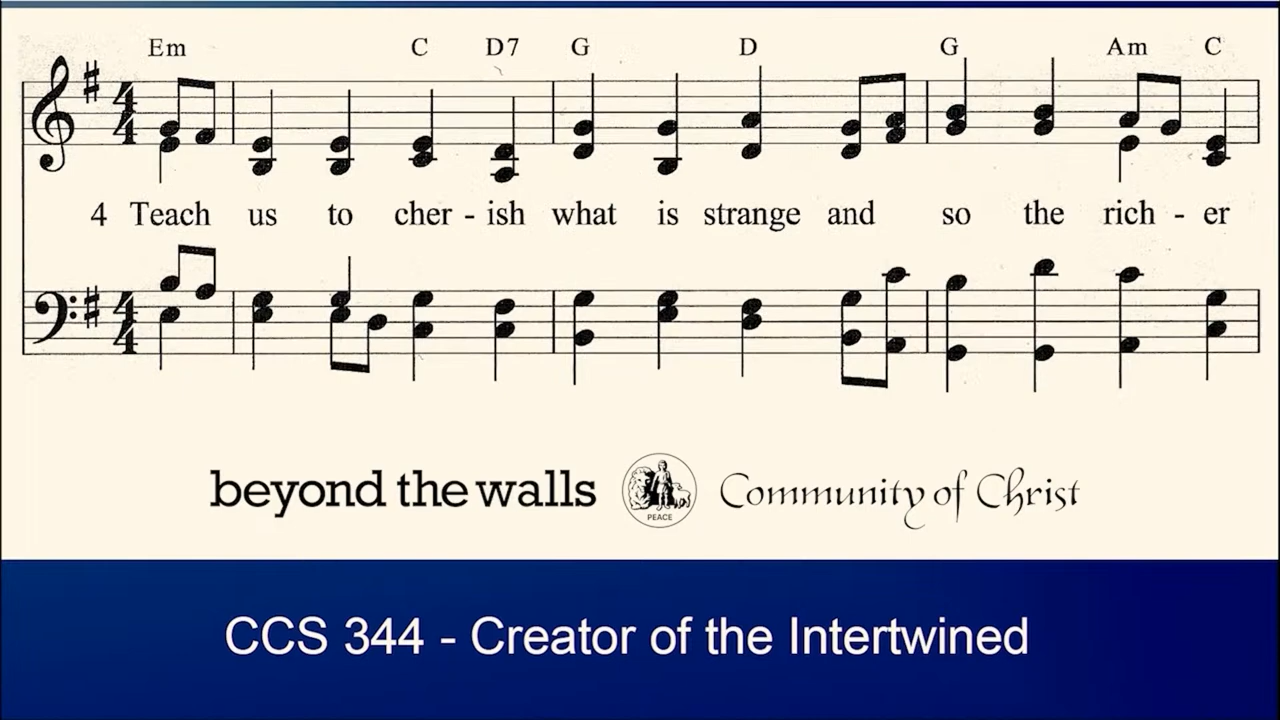 Em C D7 G D G Am C
4 Teach us to cher - ish what is strange and so the rich - er
beyond the walls PEACE Community of Christ
CCS 344 - Creator of the Intertwined